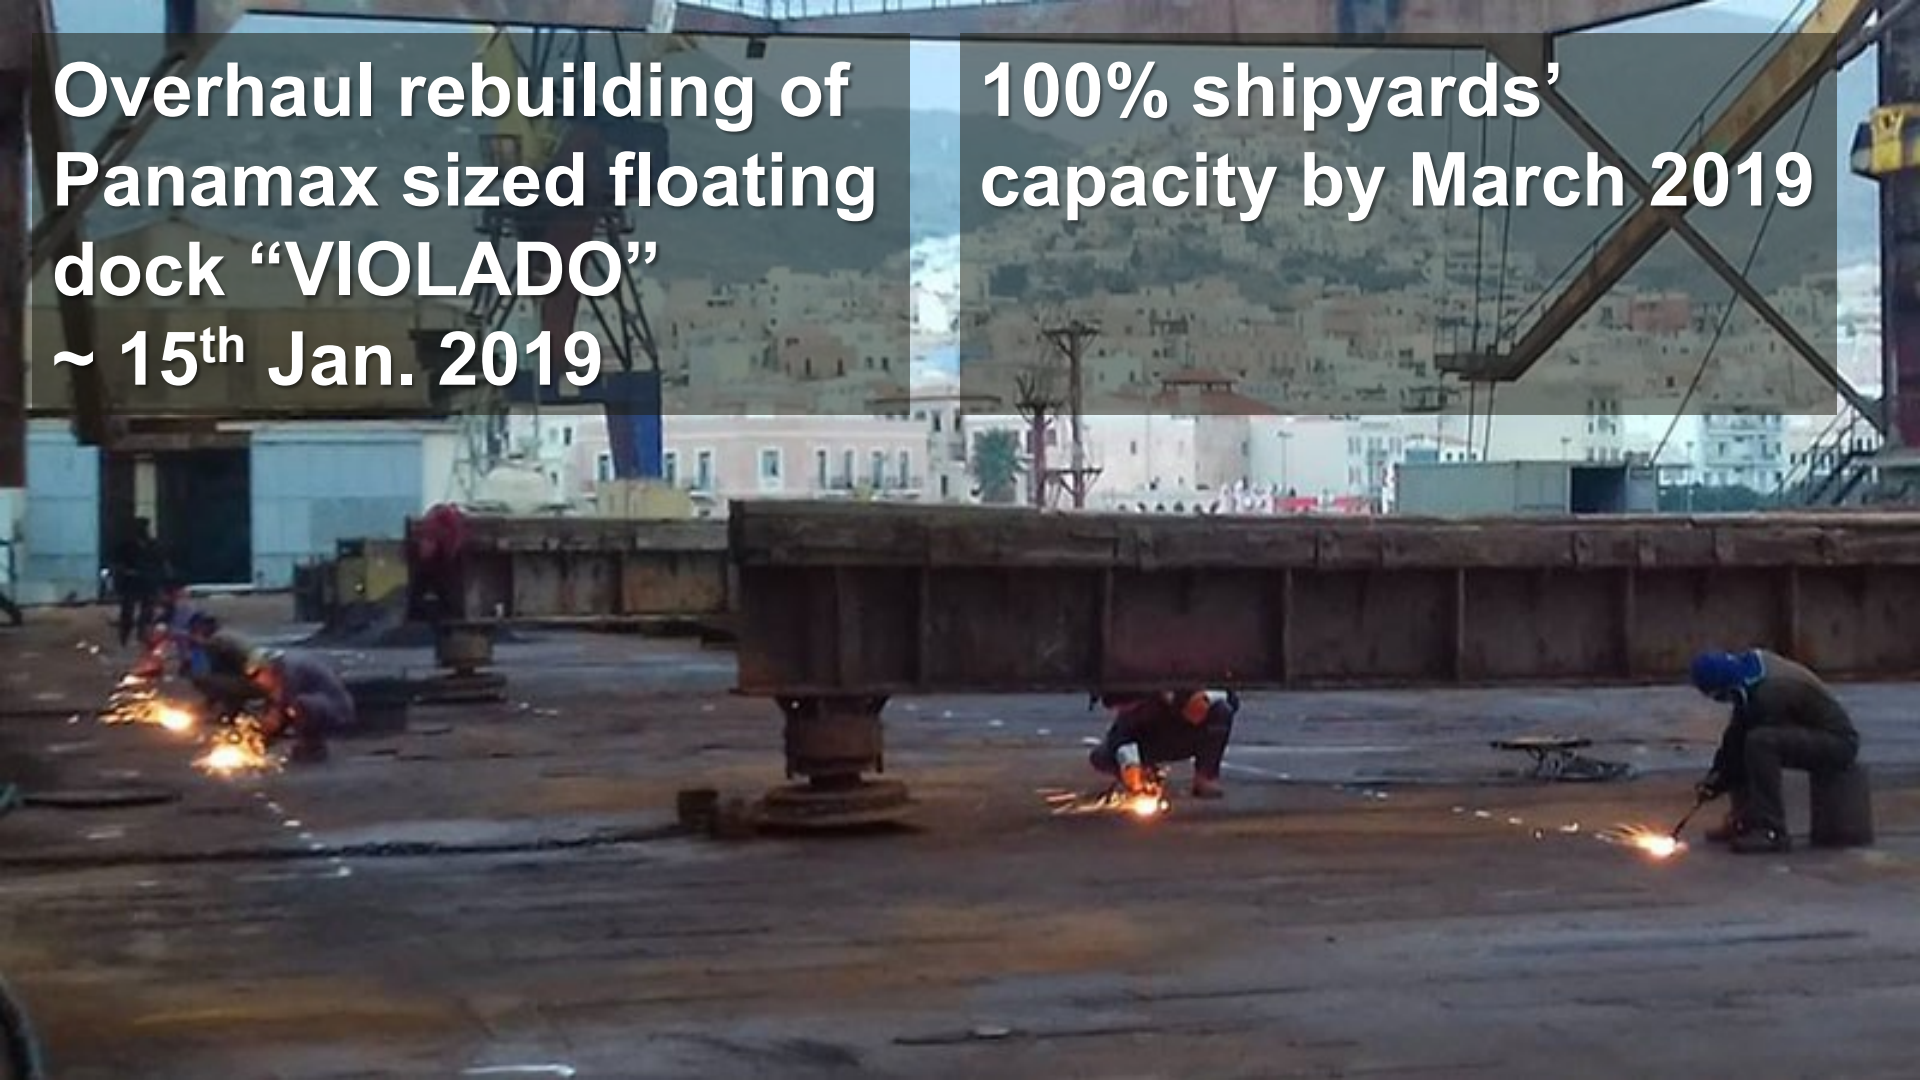 Overhaul rebuilding of
Panamax sized floating
dock “VIOLADO”
~ 15th Jan. 2019
100% shipyards’
capacity by March 2019